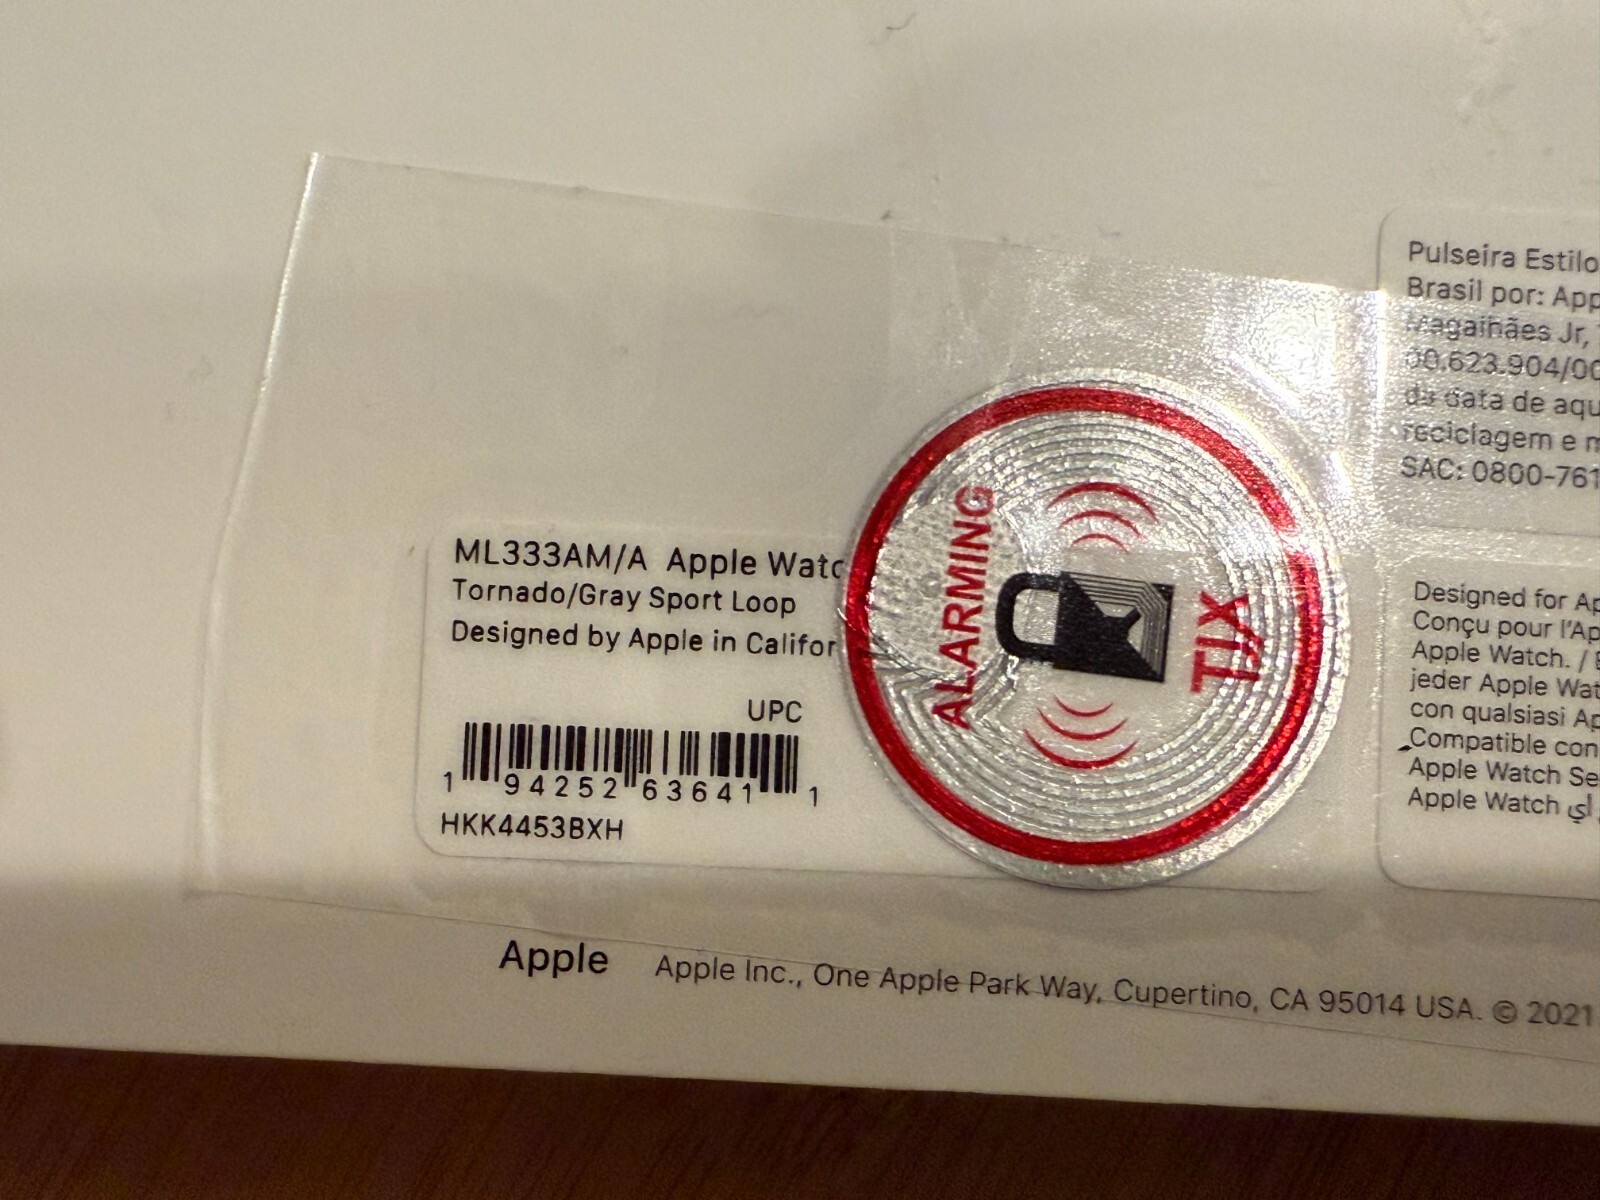 ML333AM/A Apple Watc
Tornado/Gray Sport Loop
Designed by Apple in Califor
UPC
1 94252 63641 1
HKK4453BXH
ALARMING
TIX
Pulseira Estilo
Brasil por: App
Magalhães Jr,
00.623.904/00
da data de aqu
reciclagem e m
SAC: 0800-761
Designed for Ap
Conçu pour l'Ap
Apple Watch. / E
jeder Apple Wat
con qualsiasi Ap
Compatible con
Apple Watch Se
Apple Watch أي
Apple Apple Inc., One Apple Park Way, Cupertino, CA 95014 USA. © 2021